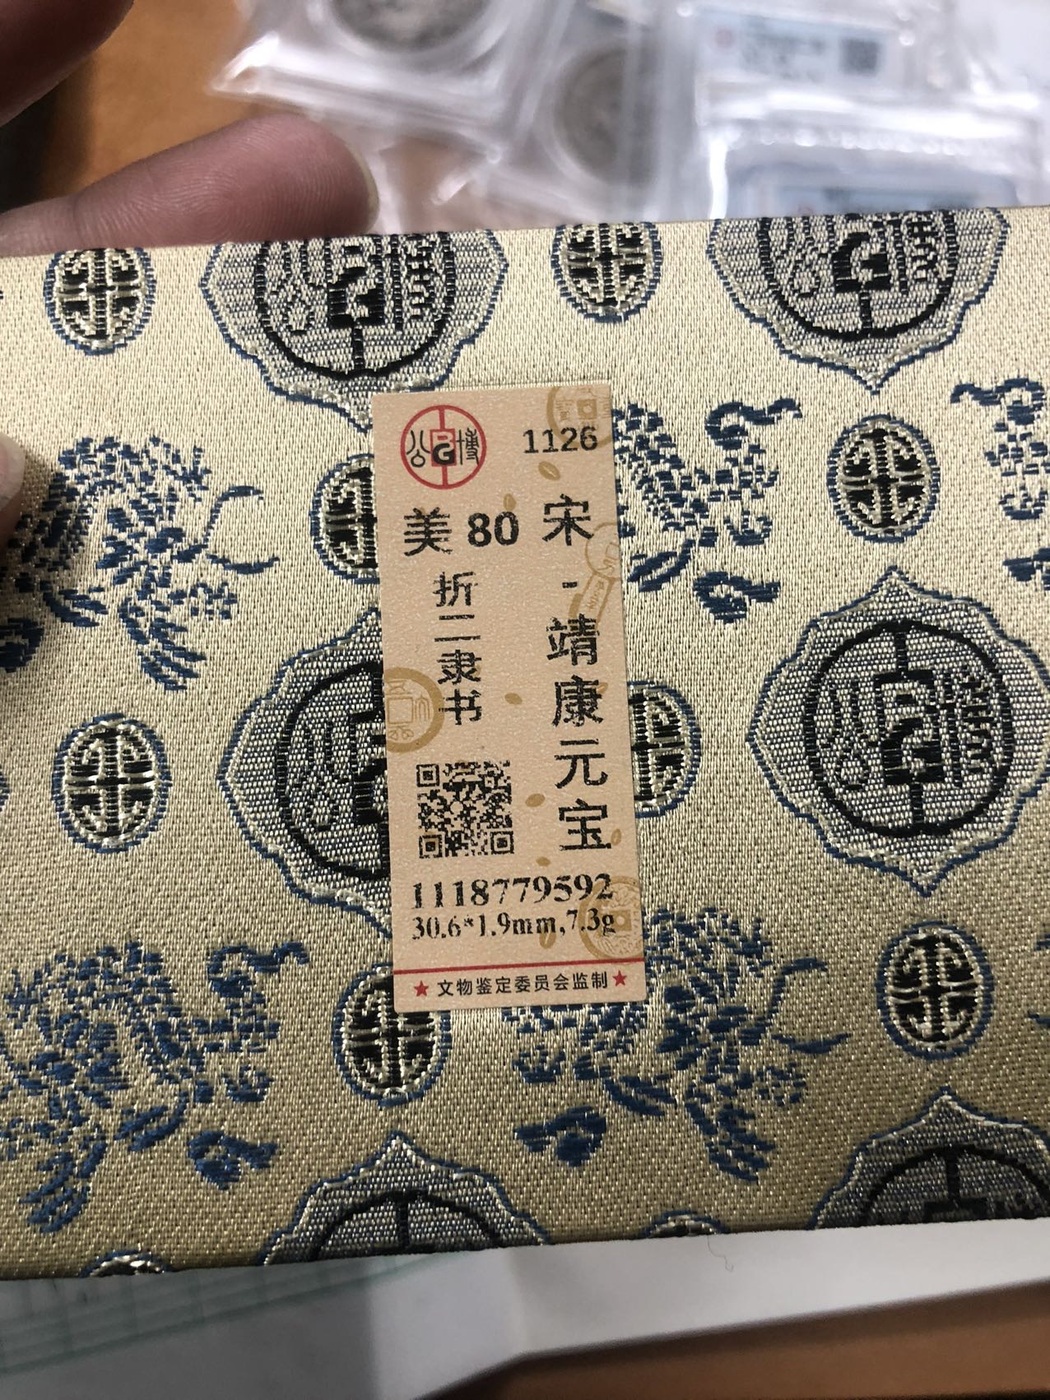 公博
1126
宋-靖康元宝
美 80
折二隶书
1118779592
30.6*1.9mm,7.3g
★文物鉴定委员会监制★